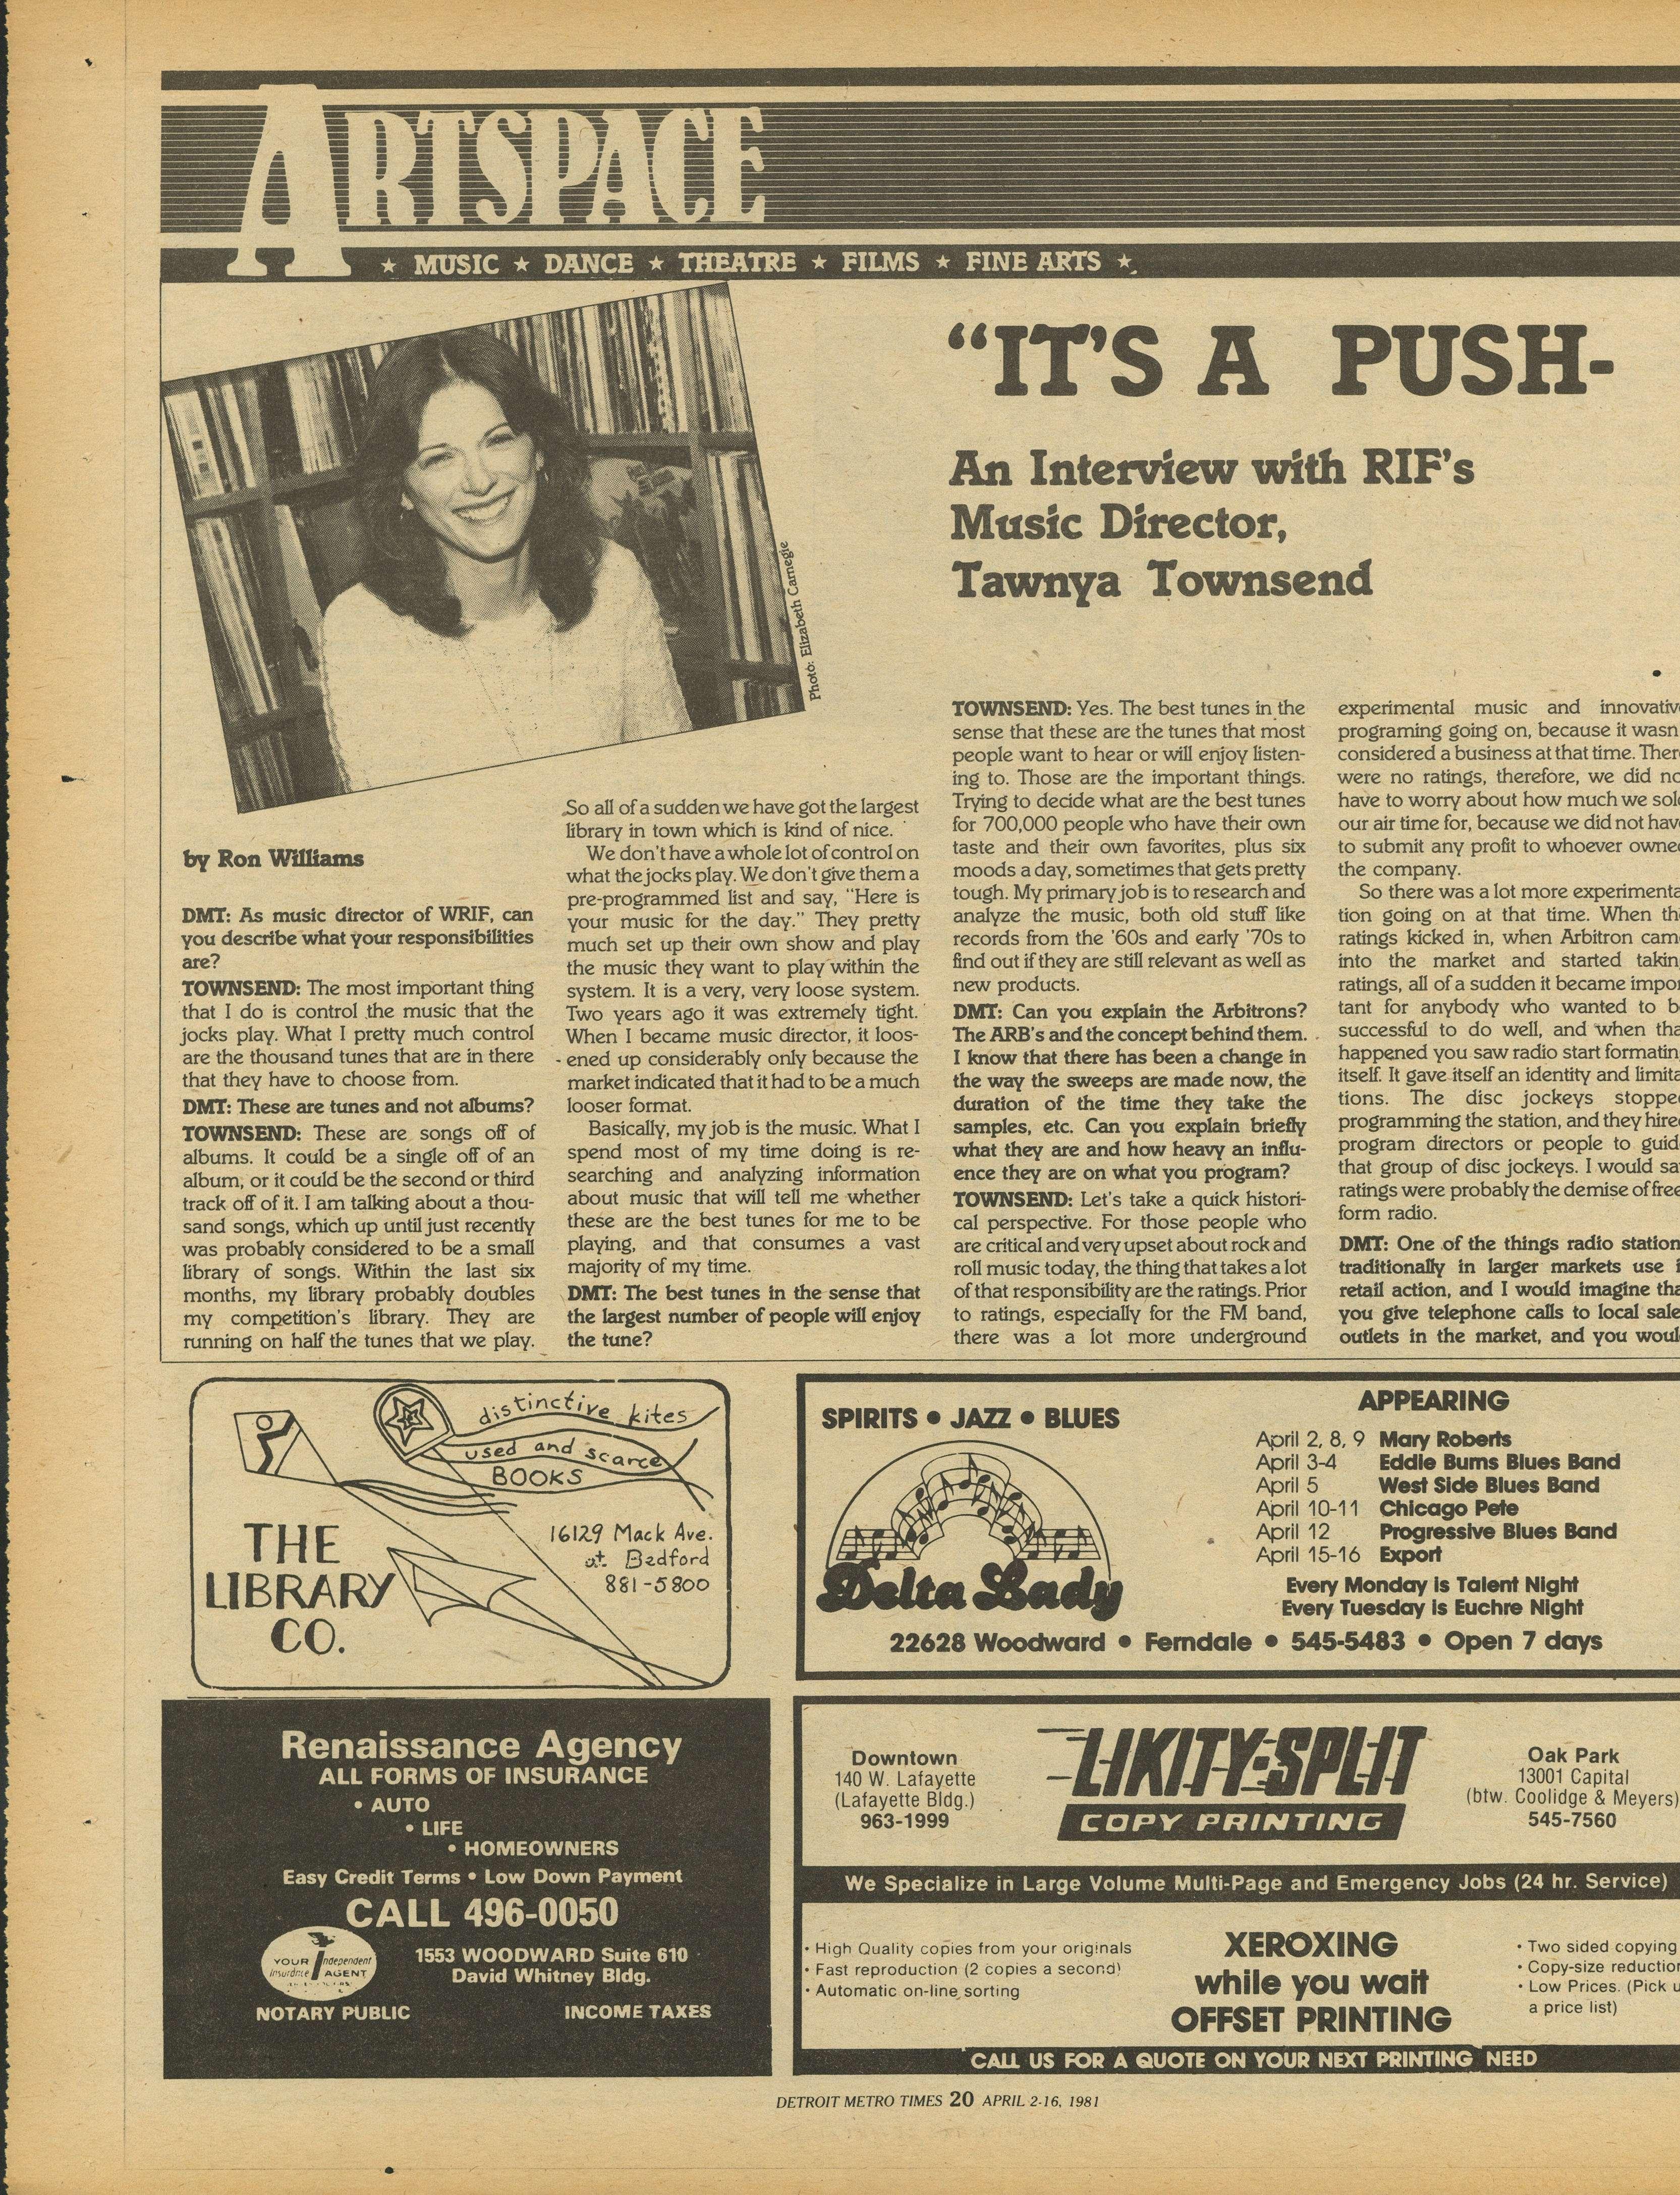 ARTSPACE
★ MUSIC ★ DANCE ★ THEATRE ★ FILMS ★ FINE ARTS ★
Photo: Elizabeth Carnegie
"IT'S A PUSH-
An Interview with RIF's
Music Director,
Tawnya Townsend
by Ron Williams
DMT: As music director of WRIF, can
you describe what your responsibilities
are?
TOWNSEND: The most important thing
that I do is control the music that the
jocks play. What I pretty much control
are the thousand tunes that are in there
that they have to choose from.
DMT: These are tunes and not albums?
TOWNSEND: These are songs off of
albums. It could be a single off of an
album, or it could be the second or third
track off of it. I am talking about a thou-
sand songs, which up until just recently
was probably considered to be a small
library of songs. Within the last six
months, my library probably doubles
my competition's library. They are
running on half the tunes that we play.
So all of a sudden we have got the largest
library in town which is kind of nice.
We don't have a whole lot of control on
what the jocks play. We don't give them a
pre-programmed list and say, "Here is
your music for the day." They pretty
much set up their own show and play
the music they want to play within the
system. It is a very, very loose system.
Two years ago it was extremely tight.
When I became music director, it loos-
ened up considerably only because the
market indicated that it had to be a much
looser format.
Basically, my job is the music. What I
spend most of my time doing is re-
searching and analyzing information
about music that will tell me whether
these are the best tunes for me to be
playing, and that consumes a vast
majority of my time.
DMT: The best tunes in the sense that
the largest number of people will enjoy
the tune?
TOWNSEND: Yes. The best tunes in the
sense that these are the tunes that most
people want to hear or will enjoy listen-
ing to. Those are the important things.
Trying to decide what are the best tunes
for 700,000 people who have their own
taste and their own favorites, plus six
moods a day, sometimes that gets pretty
tough. My primary job is to research and
analyze the music, both old stuff like
records from the '60s and early '70s to
find out if they are still relevant as well as
new products.
DMT: Can you explain the Arbitrons?
The ARB's and the concept behind them.
I know that there has been a change in
the way the sweeps are made now, the
duration of the time they take the
samples, etc. Can you explain briefly
what they are and how heavy an influ-
ence they are on what you program?
TOWNSEND: Let's take a quick histori-
cal perspective. For those people who
are critical and very upset about rock and
roll music today, the thing that takes a lot
of that responsibility are the ratings. Prior
to ratings, especially for the FM band,
there was a lot more underground
experimental music and innovativ
programing going on, because it wasn
considered a business at that time. Ther
were no ratings, therefore, we did no
have to worry about how much we sol
our air time for, because we did not hav
to submit any profit to whoever owne
the company.
So there was a lot more experimenta
tion going on at that time. When th
ratings kicked in, when Arbitron cam
into the market and started takin
ratings, all of a sudden it became impor
tant for anybody who wanted to b
successful to do well, and when tha
happened you saw radio start formatin
itself. It gave itself an identity and limita
tions. The disc jockeys stoppe
programming the station, and they hire
program directors or people to guid
that group of disc jockeys. I would sa
ratings were probably the demise of free
form radio.
DMT: One of the things radio station
traditionally in larger markets use i
retail action, and I would imagine tha
you give telephone calls to local sale
outlets in the market, and you woul
distinctive kites
used and scarce
BOOKS
THE
LIBRARY
CO.
16129 Mack Ave.
at Bedford
881-5800
SPIRITS • JAZZ • BLUES
Delta Lady
APPEARING
April 2, 8, 9 Mary Roberts
April 3-4 Eddie Burns Blues Band
April 5 West Side Blues Band
April 10-11 Chicago Pete
April 12 Progressive Blues Band
April 15-16 Export
Every Monday is Talent Night
Every Tuesday is Euchre Night
22628 Woodward • Ferndale • 545-5483 • Open 7 days
Renaissance Agency
ALL FORMS OF INSURANCE
• AUTO
• LIFE
• HOMEOWNERS
Easy Credit Terms • Low Down Payment
CALL 496-0050
YOUR Independent
Insurance AGENT
1553 WOODWARD Suite 610
David Whitney Bldg.
NOTARY PUBLIC INCOME TAXES
Downtown
140 W. Lafayette
(Lafayette Bldg.)
963-1999
LIKITY-SPLIT
COPY PRINTING
Oak Park
13001 Capital
(btw. Coolidge & Meyers)
545-7560
We Specialize in Large Volume Multi-Page and Emergency Jobs (24 hr. Service)
• High Quality copies from your originals
• Fast reproduction (2 copies a second)
• Automatic on-line sorting
XEROXING
while you wait
OFFSET PRINTING
• Two sided copying
• Copy-size reduction
• Low Prices. (Pick u
a price list)
CALL US FOR A QUOTE ON YOUR NEXT PRINTING NEED
DETROIT METRO TIMES 20 APRIL 2-16, 1981